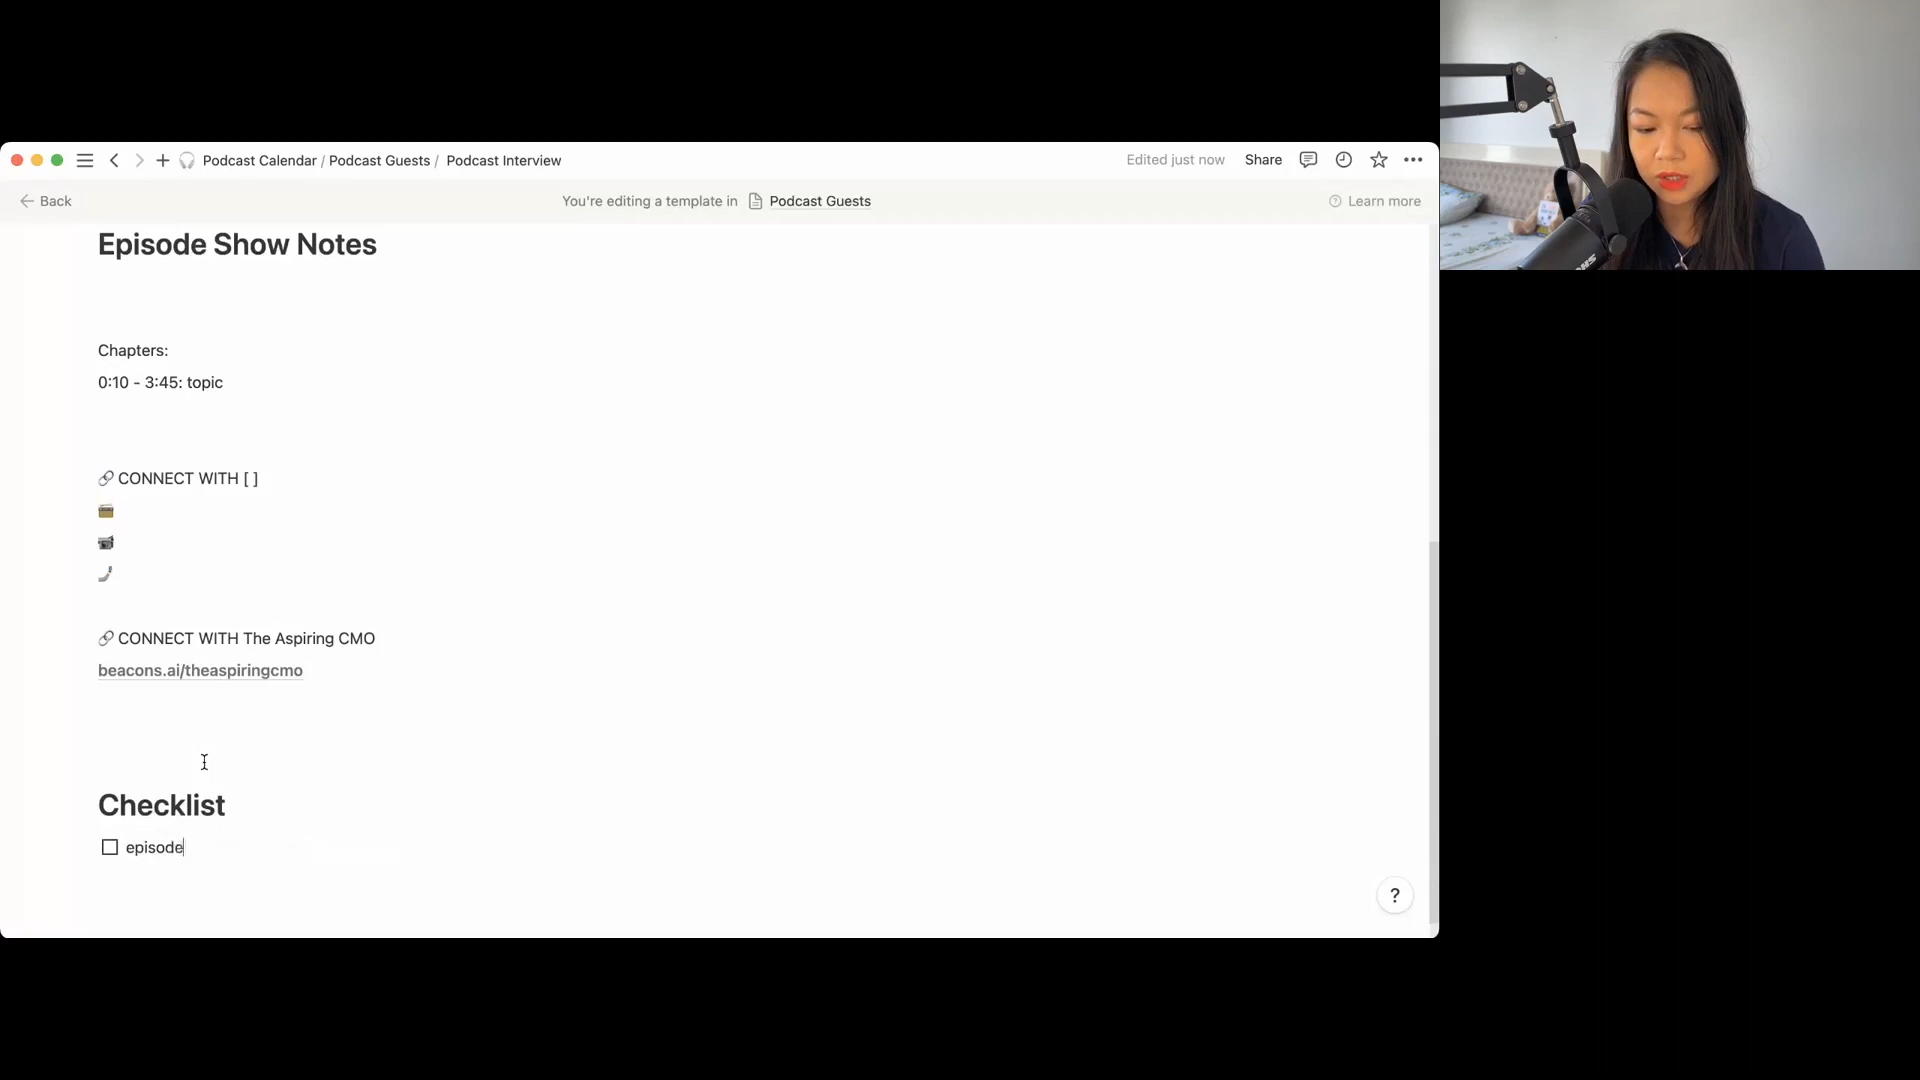 Podcast Calendar / Podcast Guests / Podcast Interview
Edited just now
Share
Back
You're editing a template in Podcast Guests
Learn more
Episode Show Notes
Chapters:
0:10 - 3:45: topic
🔗 CONNECT WITH [ ]
🔗 CONNECT WITH The Aspiring CMO
beacons.ai/theaspiringcmo
Checklist
episode
?